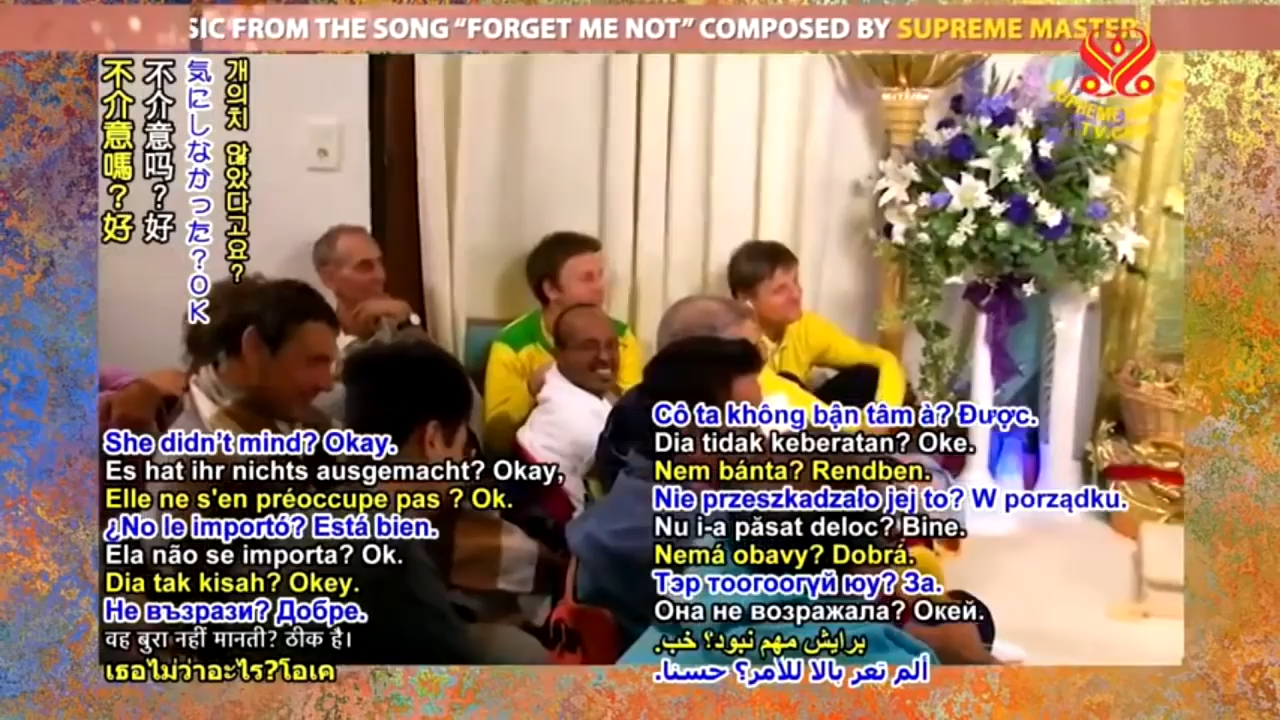 SIC FROM THE SONG “FORGET ME NOT” COMPOSED BY SUPREME MASTER
SUPREME
TV.
개의치 않았다고요?
気にしなかった?OK
不介意吗?好
不介意嗎?好
She didn't mind? Okay.
Es hat ihr nichts ausgemacht? Okay,
Elle ne s'en préoccupe pas ? Ok.
¿No le importó? Está bien.
Ela não se importa? Ok.
Dia tak kisah? Okey.
Не възрази? Добре.
वह बुरा नहीं मानती? ठीक है।
เธอไม่ว่าอะไร?โอเค
Cô ta không bận tâm à? Được.
Dia tidak keberatan? Oke.
Nem bánta? Rendben.
Nie przeszkadzało jej to? W porządku.
Nu i-a păsat deloc? Bine.
Nemá obavy? Dobrá.
Тэр тоогоогүй юу? За.
Она не возражала? Окей.
برایش مهم نبود؟ خب.
ألم تعر بالا للأمر؟ حسنا.